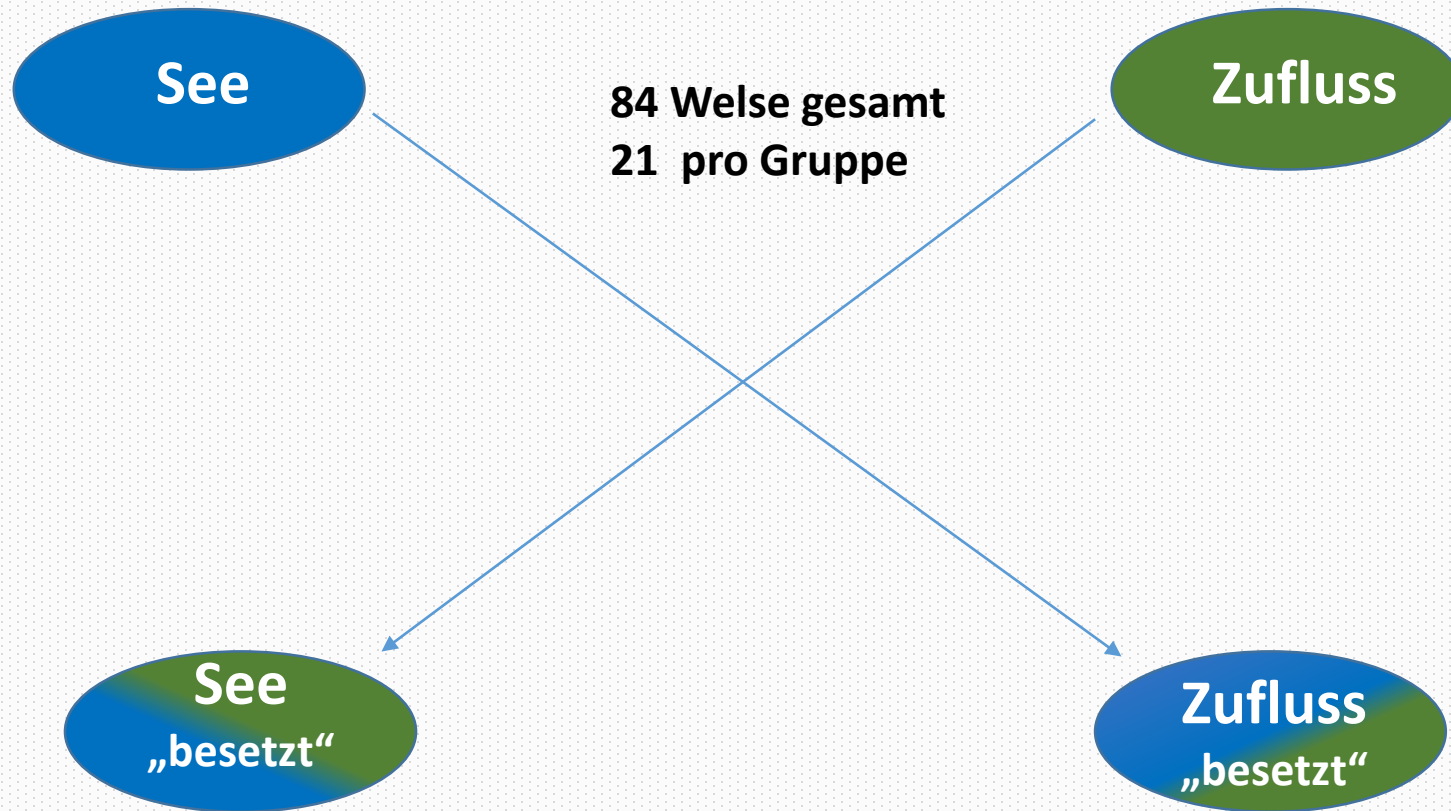 See
84 Welse gesamt
21 pro Gruppe
Zufluss
See
„besetzt“
Zufluss
„besetzt“